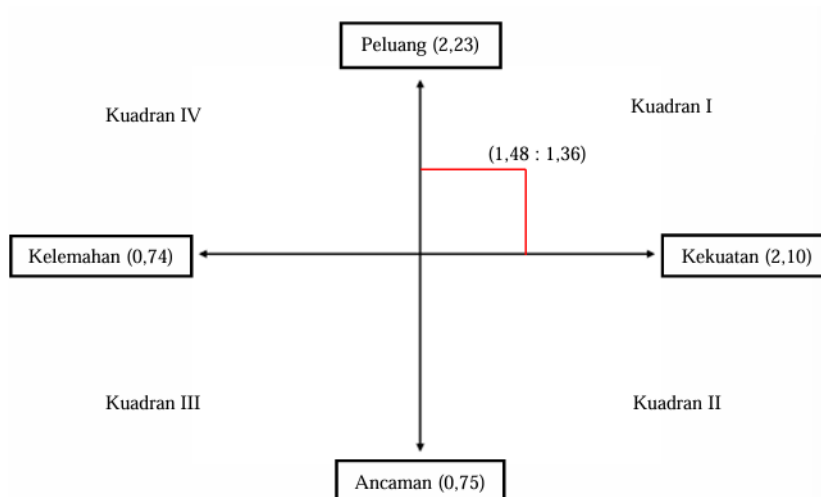 Peluang (2,23)
Kuadran IV
Kuadran I
(1,48 : 1,36)
Kelemahan (0,74)
Kekuatan (2,10)
Kuadran III
Kuadran II
Ancaman (0,75)